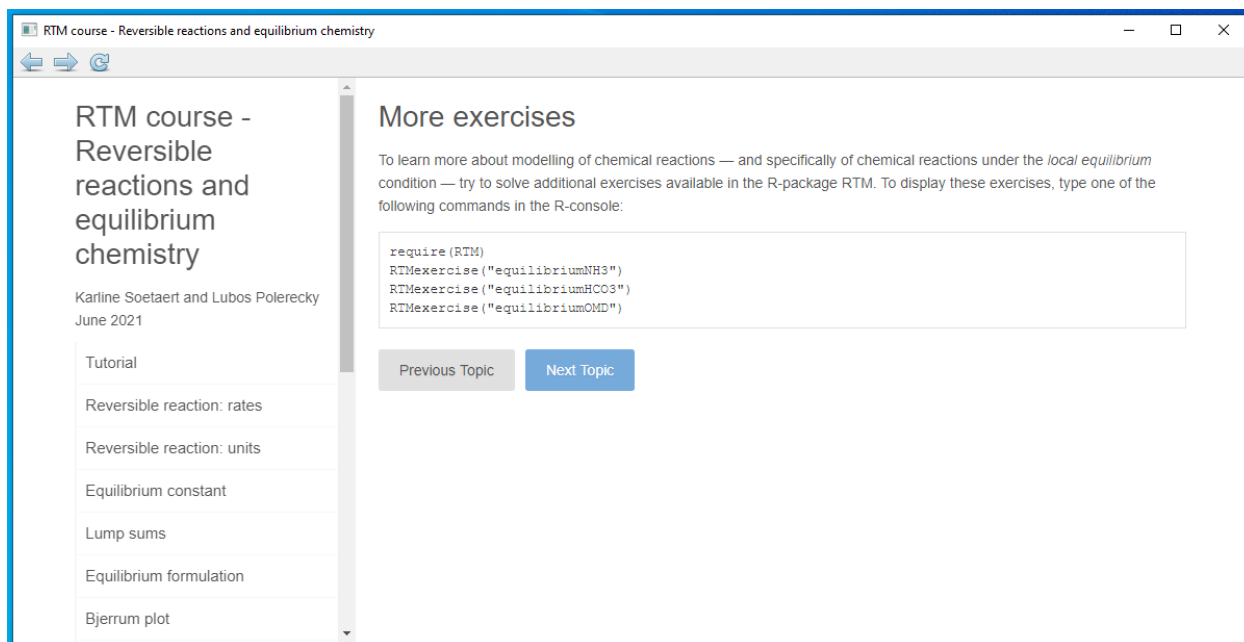 RTM course - Reversible reactions and equilibrium chemistry
RTM course -
Reversible
reactions and
equilibrium
chemistry
Karline Soetaert and Lubos Polerecky
June 2021
Tutorial
Reversible reaction: rates
Reversible reaction: units
Equilibrium constant
Lump sums
Equilibrium formulation
Bjerrum plot
More exercises
To learn more about modelling of chemical reactions — and specifically of chemical reactions under the local equilibrium
condition — try to solve additional exercises available in the R-package RTM. To display these exercises, type one of the
following commands in the R-console:
require(RTM)
RTMexercise("equilibriumNH3")
RTMexercise("equilibriumHCO3")
RTMexercise("equilibriumOMD")
Previous Topic
Next Topic